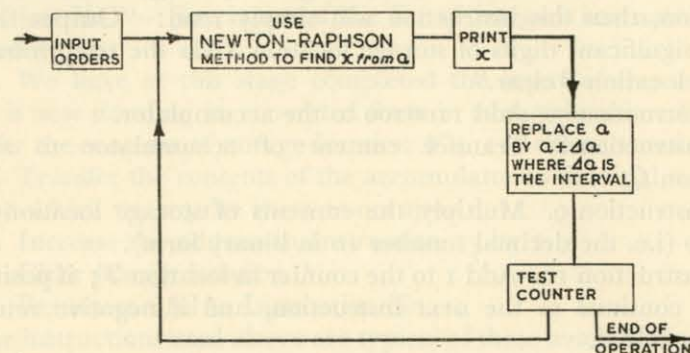 INPUT
ORDERS
USE
NEWTON-RAPHSON
METHOD TO FIND x from a
PRINT
x
REPLACE a
BY a+Δa
WHERE Δa IS
THE INTERVAL
TEST
COUNTER
END OF
OPERATION